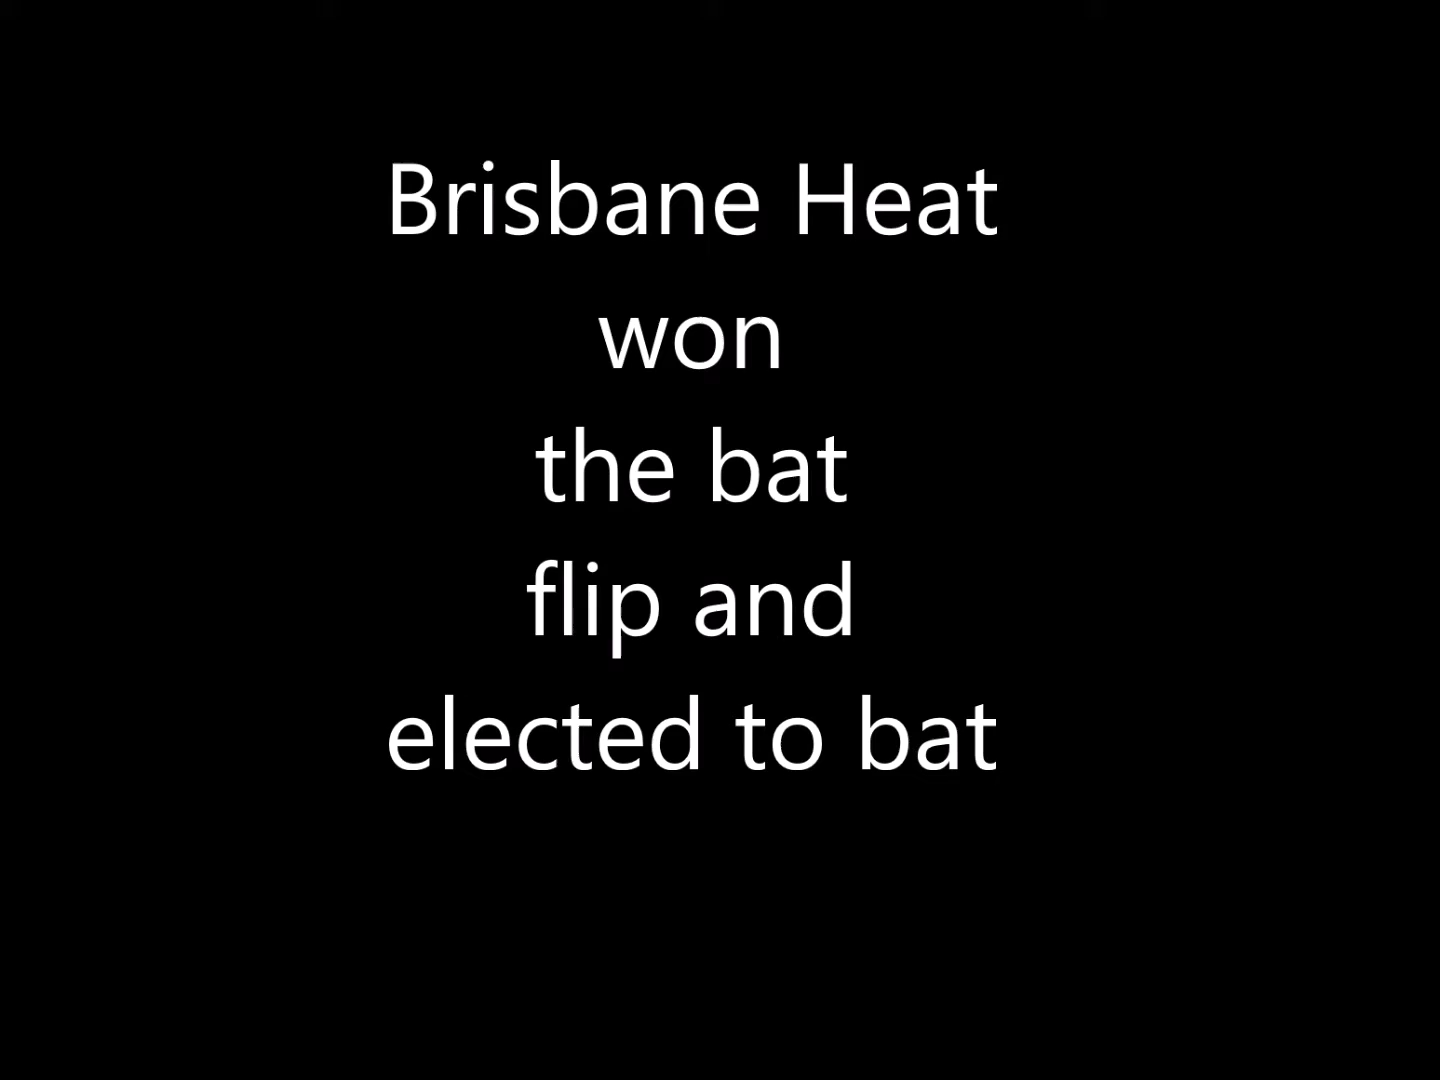 Brisbane Heat
won
the bat
flip and
elected to bat